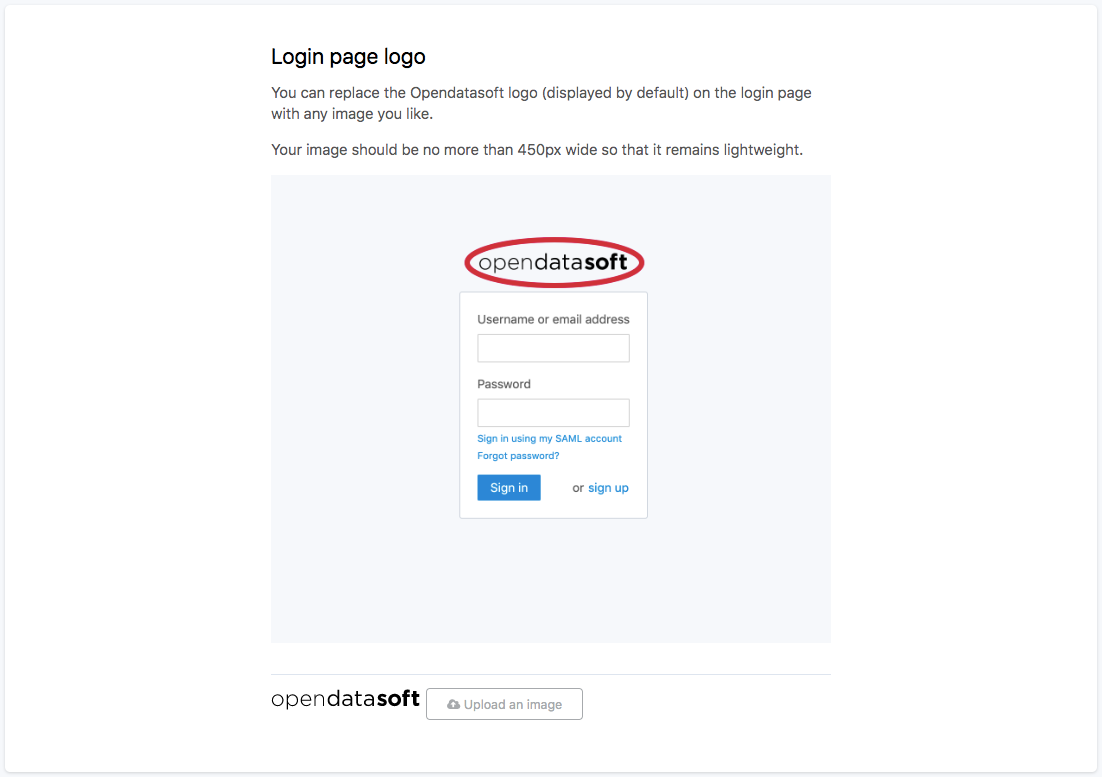 Login page logo
You can replace the Opendatasoft logo (displayed by default) on the login page
with any image you like.
Your image should be no more than 450px wide so that it remains lightweight.
opendatasoft
Username or email address
Password
Sign in using my SAML account
Forgot password?
Sign in or sign up
opendatasoft Upload an image